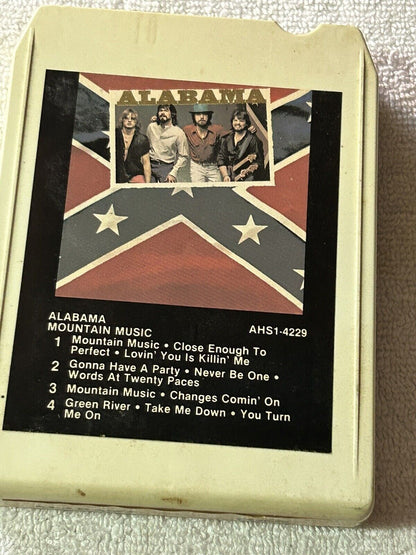 ALABAMA
ALABAMA
MOUNTAIN MUSIC AHS1-4229
1 Mountain Music • Close Enough To
Perfect • Lovin' You Is Killin' Me
2 Gonna Have A Party • Never Be One •
Words At Twenty Paces
3 Mountain Music • Changes Comin' On
4 Green River • Take Me Down • You Turn
Me On